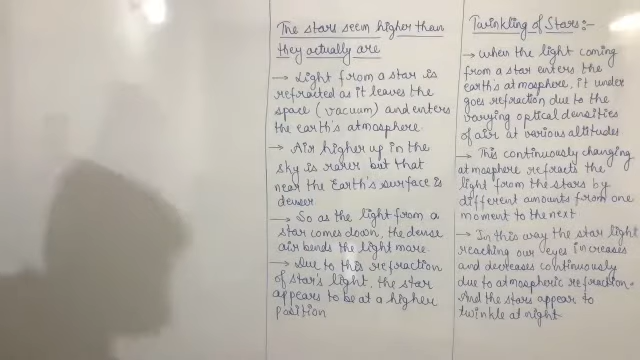 The stars seem higher than
they actually are
→ Light from a star is
refracted as it leaves the
space (vacuum) and enters
the earth's atmosphere.
→ Air higher up in the
sky is rarer but that
near the Earth's surface is
denser
→ So as the light from a
star comes down, the dense
air bends the light more.
→ Due to this refraction
of star's light, the star
appears to be at a higher
position
Twinkling of Stars:-
→ when the light coming
from a star enters the
earth's atmosphere, it under
goes refraction due to the
varying optical densities
of air at various altitudes
→ This continuously changing
atmosphere refracts the
light from the stars by
different amounts from one
moment to the next
→ In this way the star light
reaching our eyes increases
and decreases continuously
due to atmospheric refraction.
And the stars appear to
twinkle at night